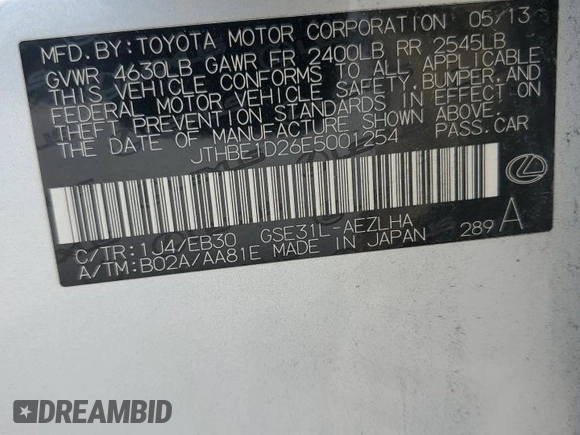 MFD. BY: TOYOTA MOTOR CORPORATION 05/13
GVWR 4630LB GAWR FR 2400LB RR 2545LB
THIS VEHICLE CONFORMS TO ALL APPLICABLE
FEDERAL MOTOR VEHICLE SAFETY,BUMPER,AND
THEFT PREVENTION STANDARDS IN EFFECT ON
THE DATE OF MANUFACTURE SHOWN ABOVE.
JTHBE1D26E5001254 PASS.CAR
C/TR: 1J4/EB30 GSE31L-AEZLHA
A/TM: B02A/AA81E MADE IN JAPAN 289 A
DREAMBID